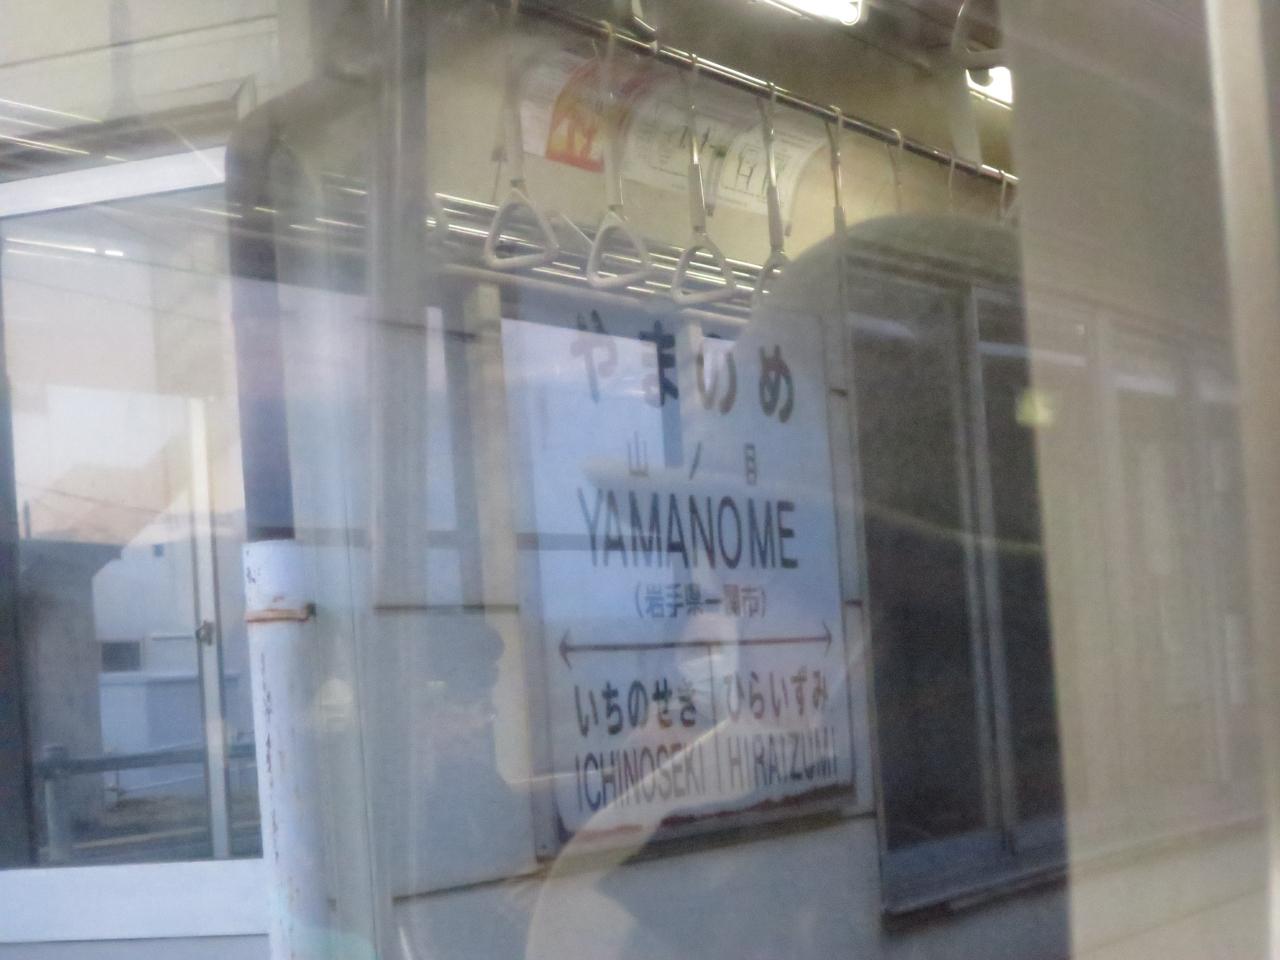 やまのめ
山ノ目
YAMANOME
(岩手県一関市)
いちのせき ひらいずみ
ICHINOSEKI HIRAIZUMI